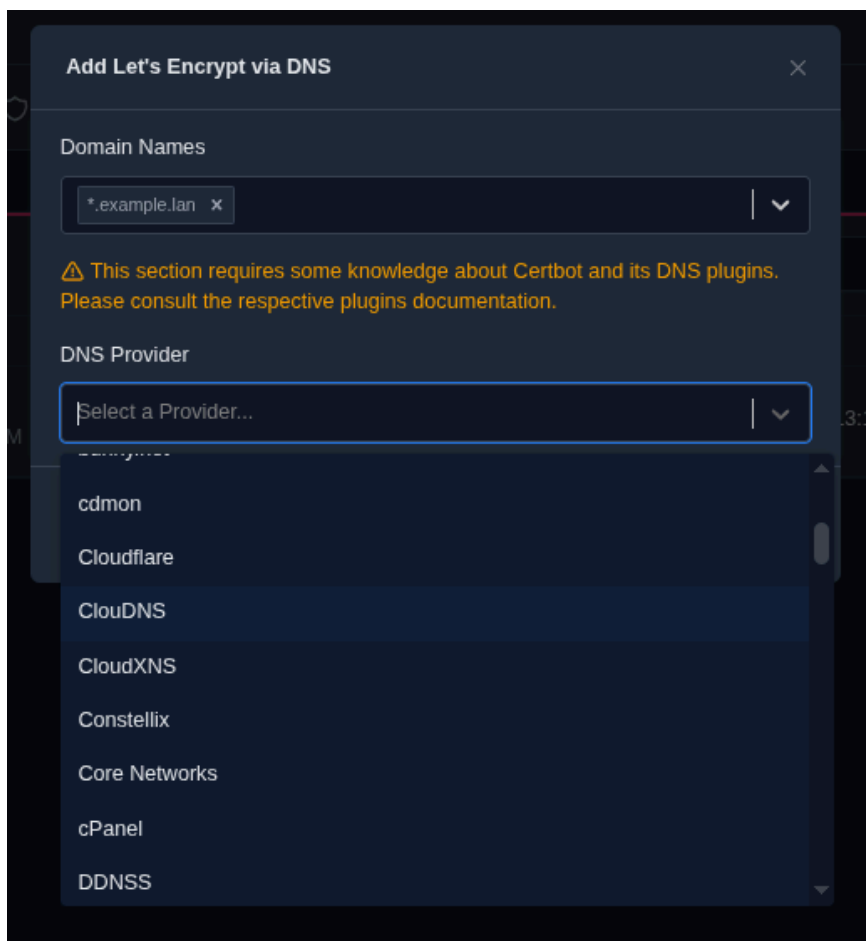 Add Let's Encrypt via DNS
Domain Names
*.example.lan
This section requires some knowledge about Certbot and its DNS plugins.
Please consult the respective plugins documentation.
DNS Provider
Select a Provider...
M
cdmon
Cloudflare
ClouDNS
CloudXNS
Constellix
Core Networks
cPanel
DDNSS